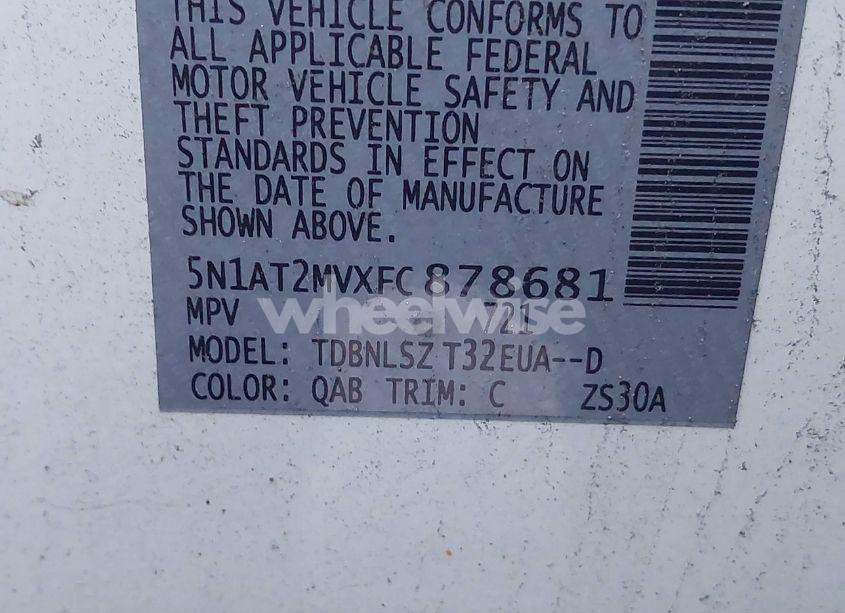 THIS VEHICLE CONFORMS TO
ALL APPLICABLE FEDERAL
MOTOR VEHICLE SAFETY AND
THEFT PREVENTION
STANDARDS IN EFFECT ON
THE DATE OF MANUFACTURE
SHOWN ABOVE.
5N1AT2MVXFC878681
MPV 721
wheelwise
MODEL: TDBNLSZ T32EUA--D
COLOR: QAB TRIM: C ZS30A